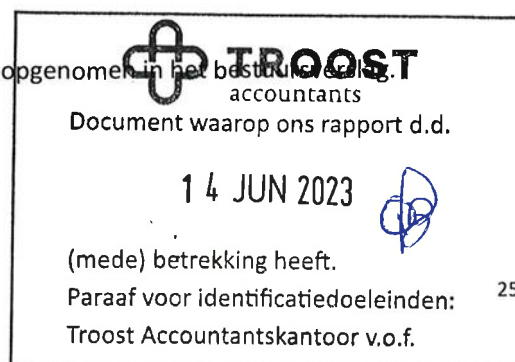 opgenomen in het bestuursverslag.
TROOST
accountants
Document waarop ons rapport d.d.
14 JUN 2023
(mede) betrekking heeft.
Paraaf voor identificatiedoeleinden:
25
Troost Accountantskantoor v.o.f.